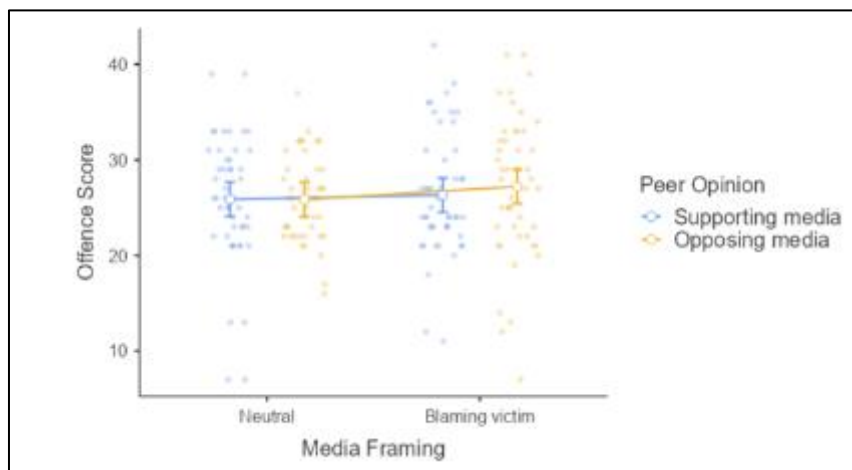 40
30
20
10
Offence Score
Neutral
Blaming victim
Media Framing
Peer Opinion
Supporting media
Opposing media